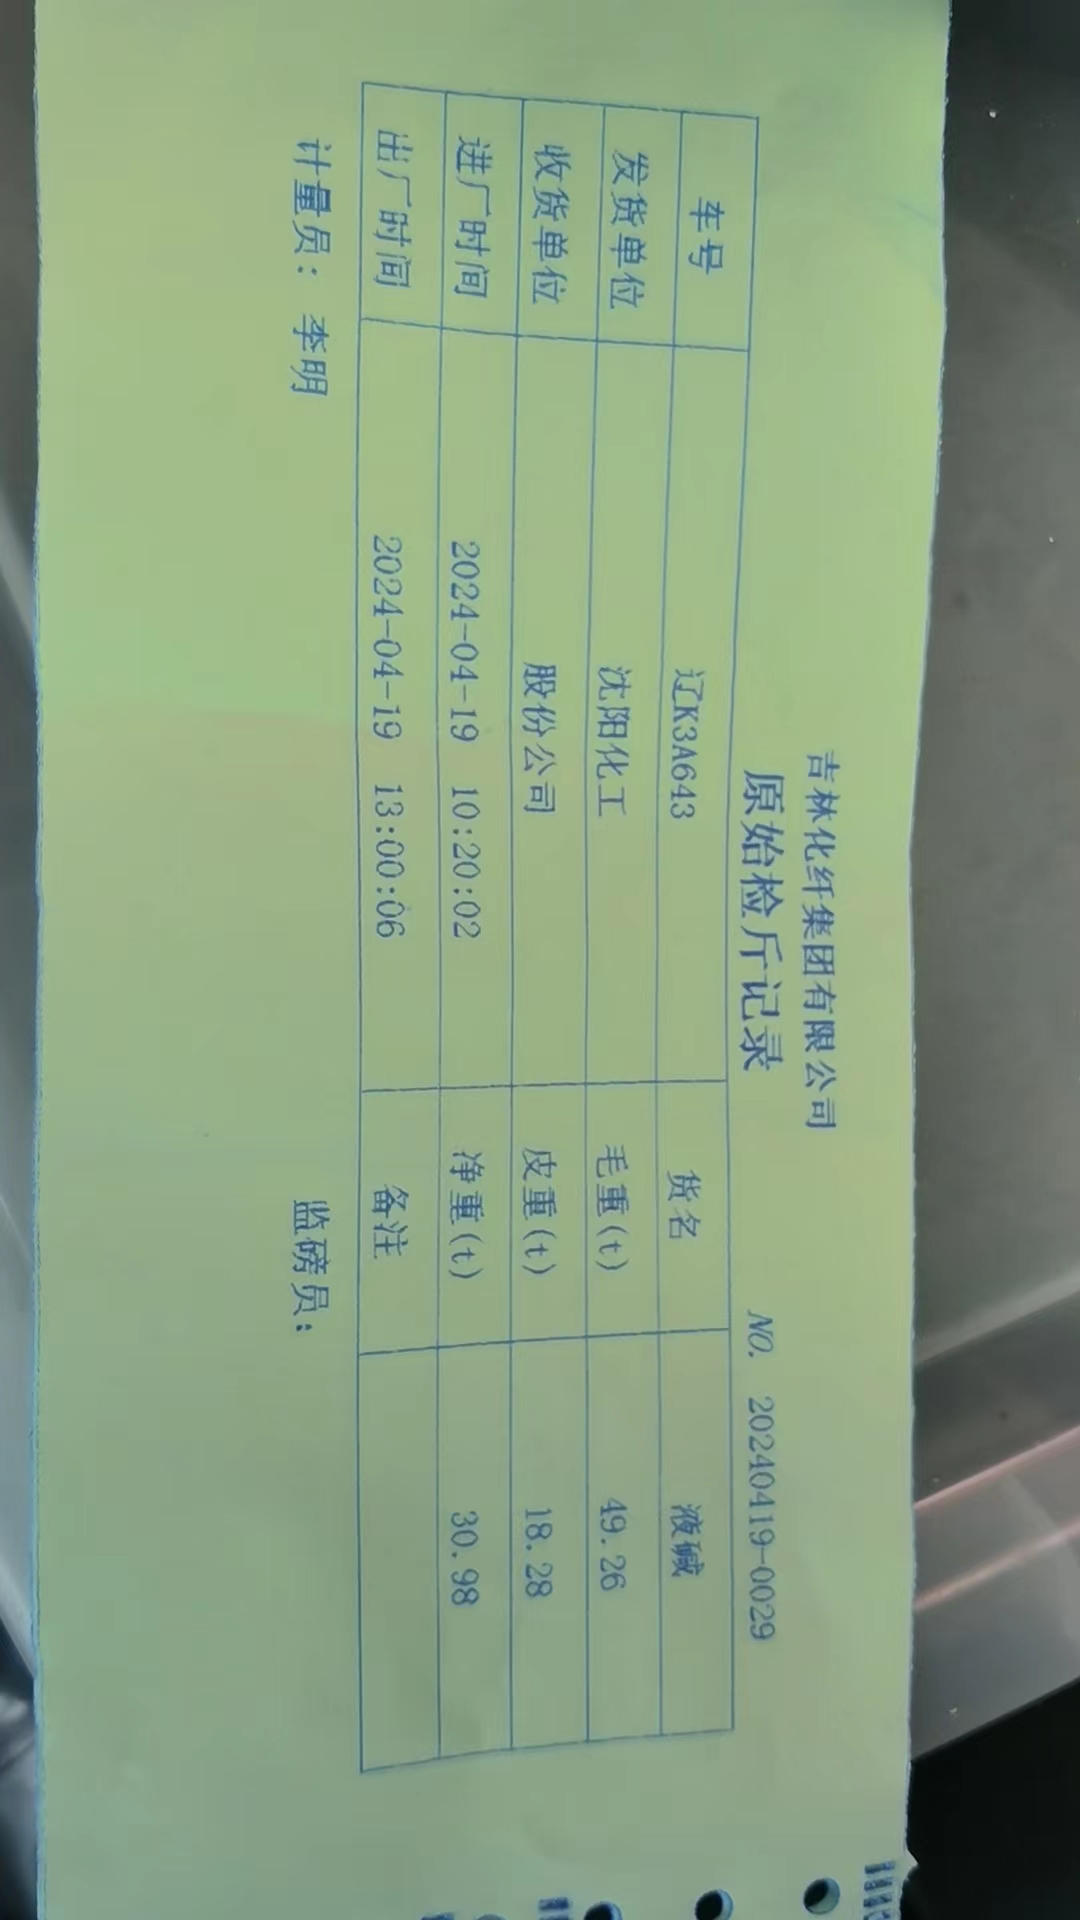 吉林化纤集团有限公司
原始检斤记录
NO. 20240419-0029
车号 辽K3A643 货名 液碱
发货单位 沈阳化工 毛重(t) 49.26
收货单位 股份公司 皮重(t) 18.28
进厂时间 2024-04-19 10:20:02 净重(t) 30.98
出厂时间 2024-04-19 13:00:06 备注
计量员: 李明 监磅员: